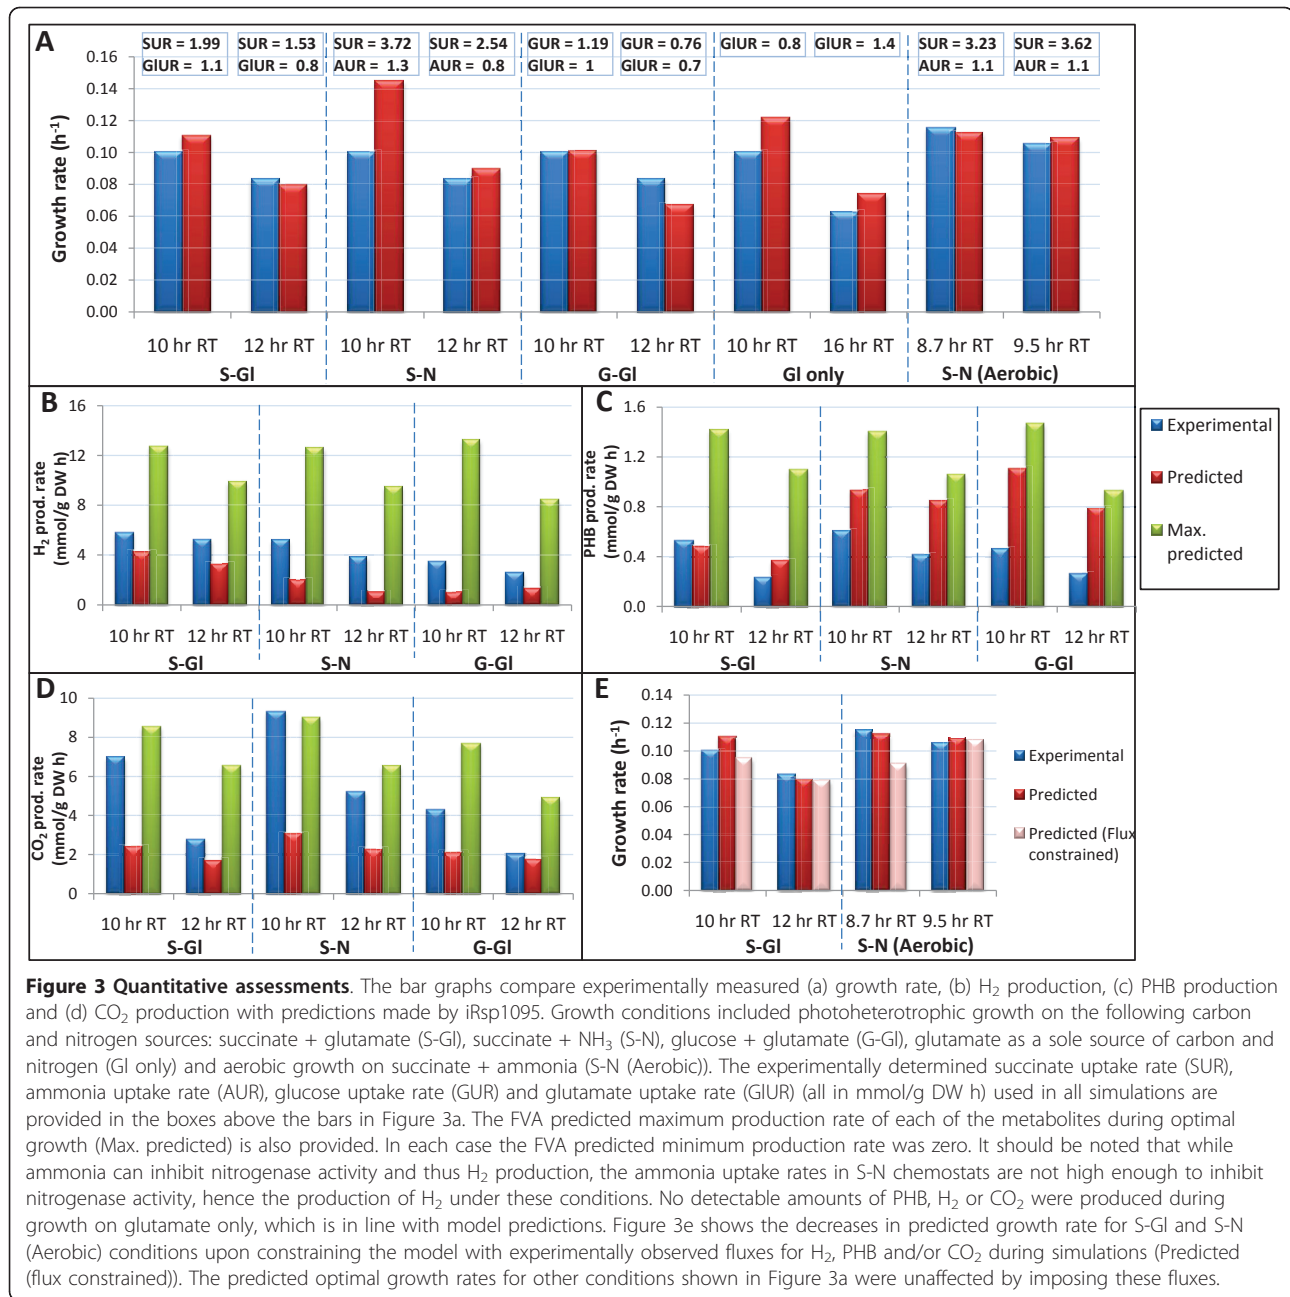 A
SUR = 1.99 SUR = 1.53 SUR = 3.72 SUR = 2.54 GUR = 1.19 GUR = 0.76 GlUR = 0.8 GlUR = 1.4 SUR = 3.23 SUR = 3.62
GlUR = 1.1 GlUR = 0.8 AUR = 1.3 AUR = 0.8 GlUR = 1 GlUR = 0.7 AUR = 1.1 AUR = 1.1
Growth rate (h⁻¹)
0.16
0.14
0.12
0.10
0.08
0.06
0.04
0.02
0.00
10 hr RT 12 hr RT 10 hr RT 12 hr RT 10 hr RT 12 hr RT 10 hr RT 16 hr RT 8.7 hr RT 9.5 hr RT
S-Gl S-N G-Gl Gl only S-N (Aerobic)
B
H₂ prod. rate
(mmol/g DW h)
16
12
8
4
0
10 hr RT 12 hr RT 10 hr RT 12 hr RT 10 hr RT 12 hr RT
S-Gl S-N G-Gl
C
PHB prod. rate
(mmol/g DW h)
1.6
1.2
0.8
0.4
0.0
10 hr RT 12 hr RT 10 hr RT 12 hr RT 10 hr RT 12 hr RT
S-Gl S-N G-Gl
Experimental
Predicted
Max.
predicted
D
CO₂ prod. rate
(mmol/g DW h)
10
8
6
4
2
0
10 hr RT 12 hr RT 10 hr RT 12 hr RT 10 hr RT 12 hr RT
S-Gl S-N G-Gl
E
Growth rate (h⁻¹)
0.14
0.12
0.10
0.08
0.06
0.04
0.02
0.00
10 hr RT 12 hr RT 8.7 hr RT 9.5 hr RT
S-Gl S-N (Aerobic)
Experimental
Predicted
Predicted (Flux
constrained)
Figure 3 Quantitative assessments. The bar graphs compare experimentally measured (a) growth rate, (b) H₂ production, (c) PHB production
and (d) CO₂ production with predictions made by iRsp1095. Growth conditions included photoheterotrophic growth on the following carbon
and nitrogen sources: succinate + glutamate (S-Gl), succinate + NH₃ (S-N), glucose + glutamate (G-Gl), glutamate as a sole source of carbon and
nitrogen (Gl only) and aerobic growth on succinate + ammonia (S-N (Aerobic)). The experimentally determined succinate uptake rate (SUR),
ammonia uptake rate (AUR), glucose uptake rate (GUR) and glutamate uptake rate (GlUR) (all in mmol/g DW h) used in all simulations are
provided in the boxes above the bars in Figure 3a. The FVA predicted maximum production rate of each of the metabolites during optimal
growth (Max. predicted) is also provided. In each case the FVA predicted minimum production rate was zero. It should be noted that while
ammonia can inhibit nitrogenase activity and thus H₂ production, the ammonia uptake rates in S-N chemostats are not high enough to inhibit
nitrogenase activity, hence the production of H₂ under these conditions. No detectable amounts of PHB, H₂ or CO₂ were produced during
growth on glutamate only, which is in line with model predictions. Figure 3e shows the decreases in predicted growth rate for S-Gl and S-N
(Aerobic) conditions upon constraining the model with experimentally observed fluxes for H₂, PHB and/or CO₂ during simulations (Predicted
(flux constrained)). The predicted optimal growth rates for other conditions shown in Figure 3a were unaffected by imposing these fluxes.